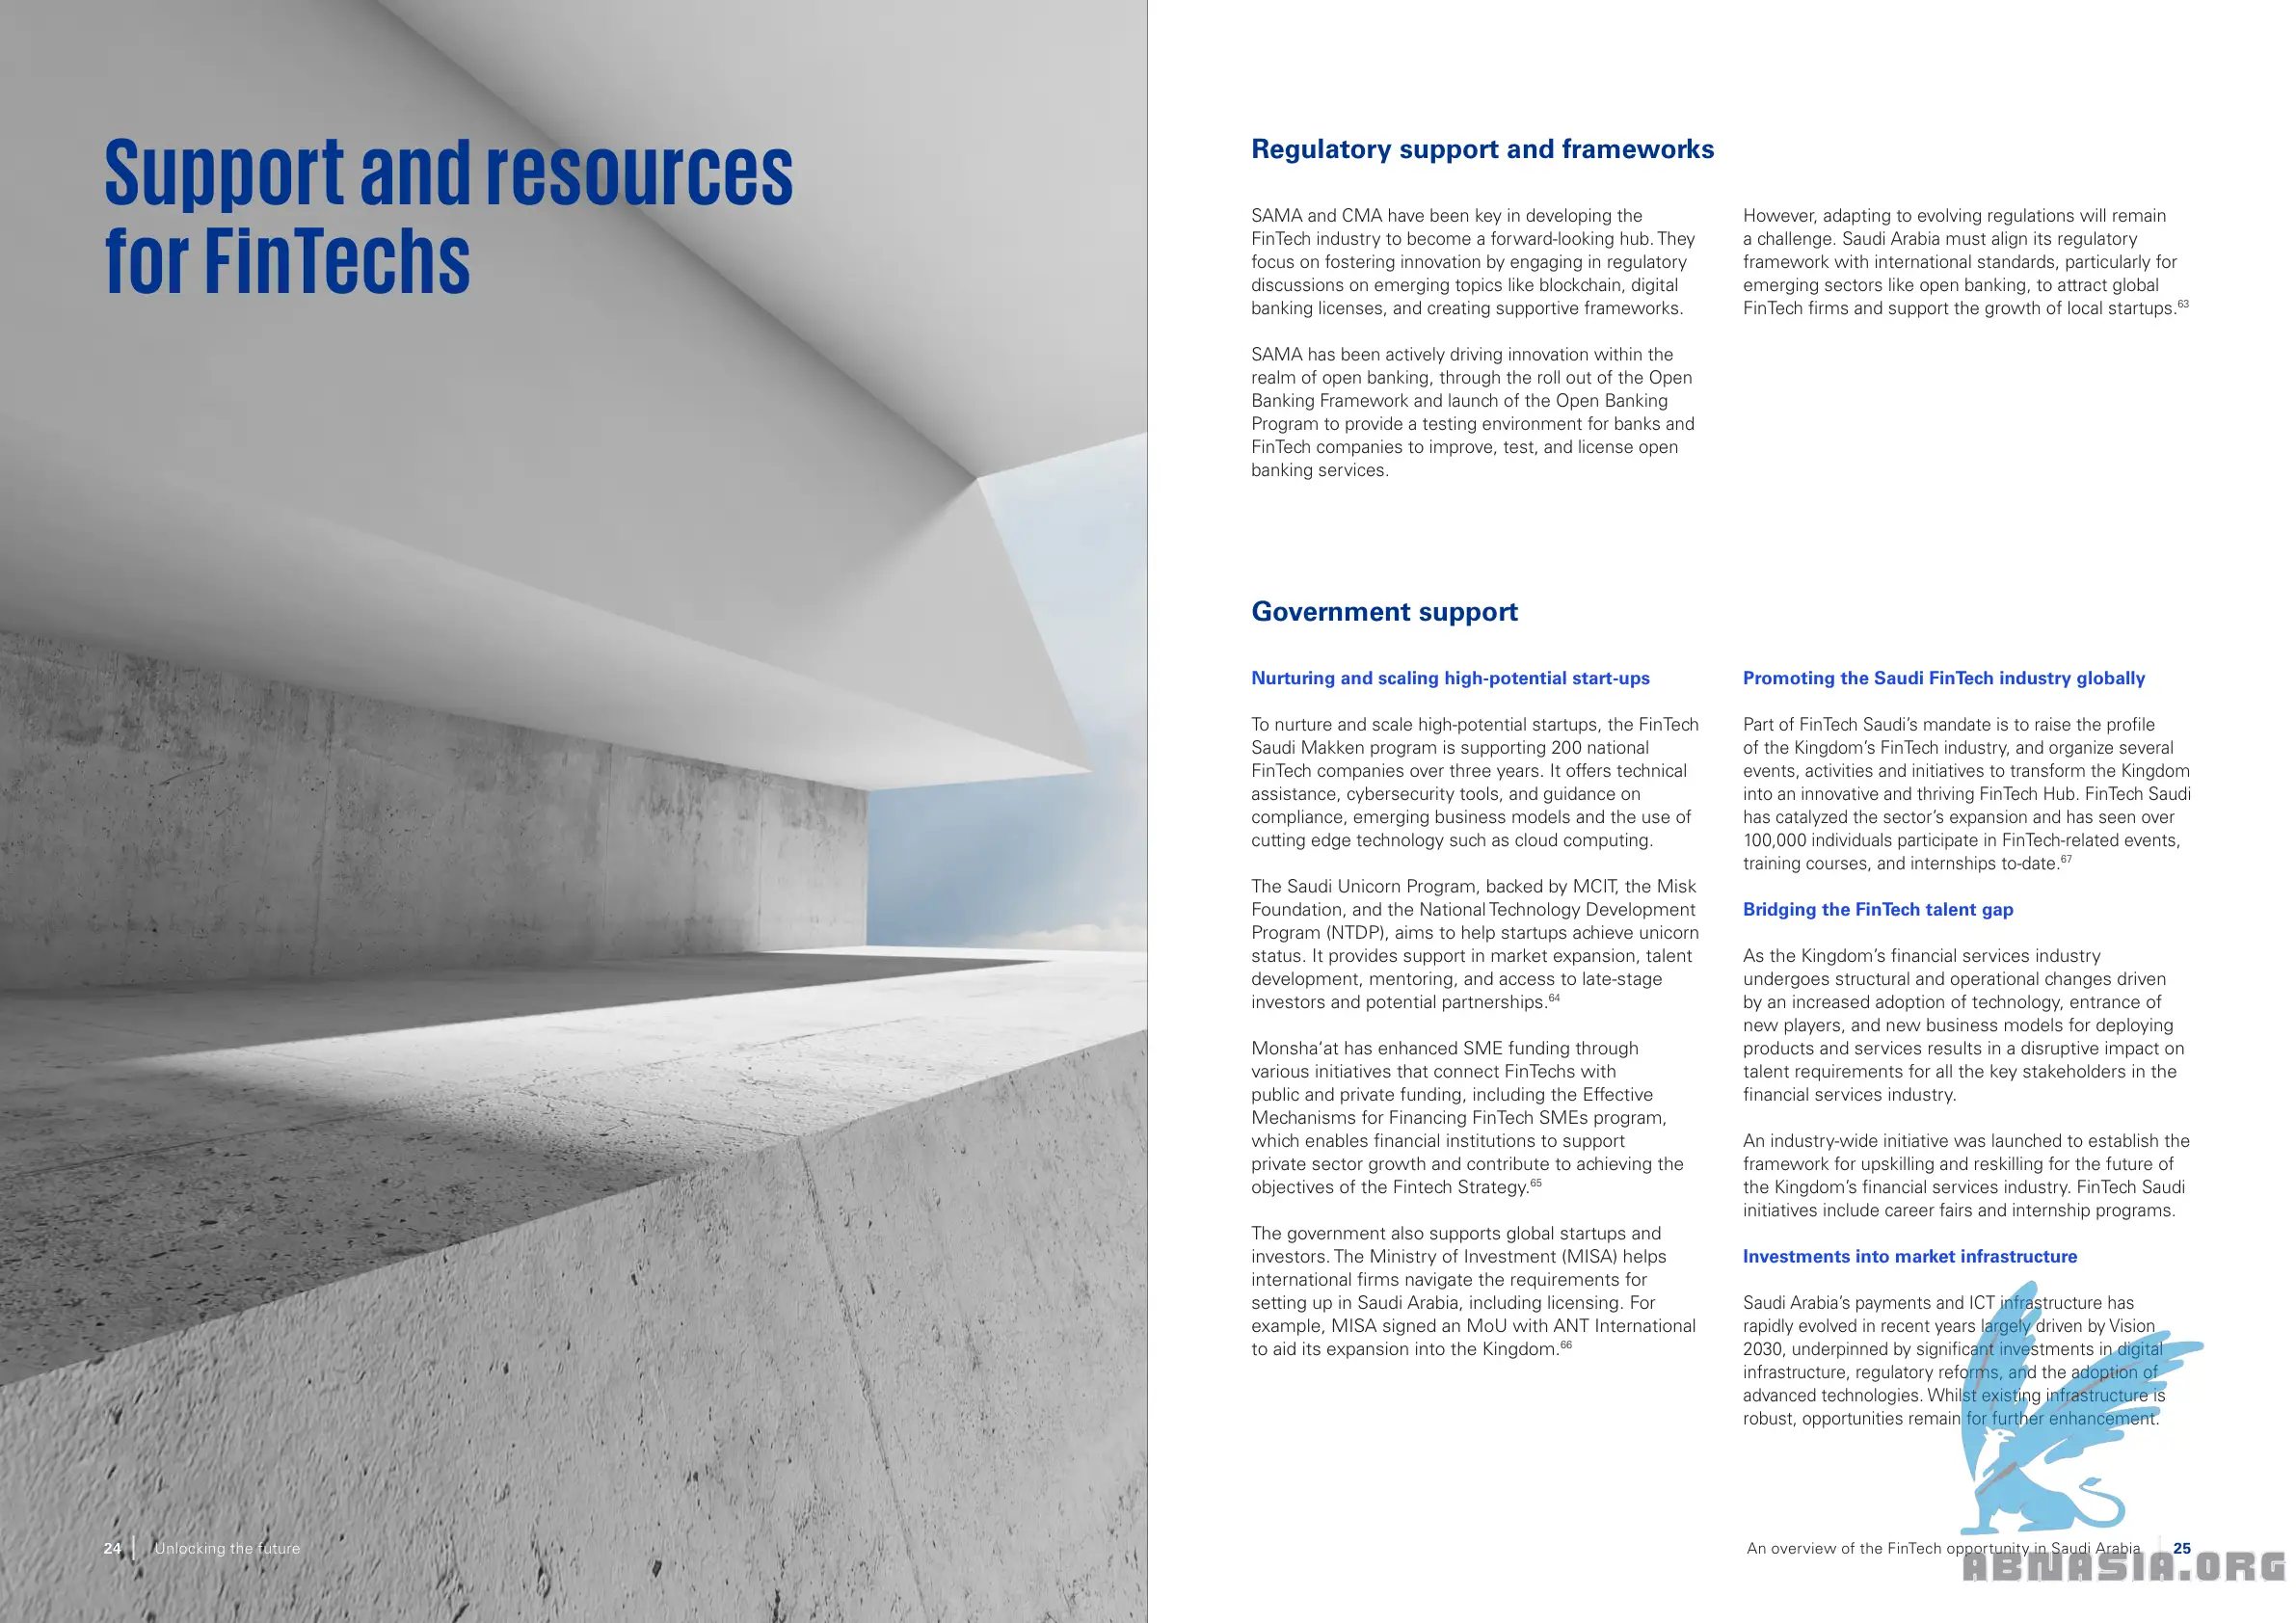 Support and resources
for FinTechs
24
Unlocking the future
Regulatory support and frameworks
SAMA and CMA have been key in developing the
FinTech industry to become a forward-looking hub. They
focus on fostering innovation by engaging in regulatory
discussions on emerging topics like blockchain, digital
banking licenses, and creating supportive frameworks.
SAMA has been actively driving innovation within the
realm of open banking, through the roll out of the Open
Banking Framework and launch of the Open Banking
Program to provide a testing environment for banks and
FinTech companies to improve, test, and license open
banking services.
However, adapting to evolving regulations will remain
a challenge. Saudi Arabia must align its regulatory
framework with international standards, particularly for
emerging sectors like open banking, to attract global
FinTech firms and support the growth of local startups.63
Government support
Nurturing and scaling high-potential start-ups
To nurture and scale high-potential startups, the FinTech
Saudi Makken program is supporting 200 national
FinTech companies over three years. It offers technical
assistance, cybersecurity tools, and guidance on
compliance, emerging business models and the use of
cutting edge technology such as cloud computing.
The Saudi Unicorn Program, backed by MCIT, the Misk
Foundation, and the National Technology Development
Program (NTDP), aims to help startups achieve unicorn
status. It provides support in market expansion, talent
development, mentoring, and access to late-stage
investors and potential partnerships.64
Monsha’at has enhanced SME funding through
various initiatives that connect FinTechs with
public and private funding, including the Effective
Mechanisms for Financing FinTech SMEs program,
which enables financial institutions to support
private sector growth and contribute to achieving the
objectives of the Fintech Strategy.65
The government also supports global startups and
investors. The Ministry of Investment (MISA) helps
international firms navigate the requirements for
setting up in Saudi Arabia, including licensing. For
example, MISA signed an MoU with ANT International
to aid its expansion into the Kingdom.66
Promoting the Saudi FinTech industry globally
Part of FinTech Saudi’s mandate is to raise the profile
of the Kingdom’s FinTech industry, and organize several
events, activities and initiatives to transform the Kingdom
into an innovative and thriving FinTech Hub. FinTech Saudi
has catalyzed the sector’s expansion and has seen over
100,000 individuals participate in FinTech-related events,
training courses, and internships to-date.67
Bridging the FinTech talent gap
As the Kingdom’s financial services industry
undergoes structural and operational changes driven
by an increased adoption of technology, entrance of
new players, and new business models for deploying
products and services results in a disruptive impact on
talent requirements for all the key stakeholders in the
financial services industry.
An industry-wide initiative was launched to establish the
framework for upskilling and reskilling for the future of
the Kingdom’s financial services industry. FinTech Saudi
initiatives include career fairs and internship programs.
Investments into market infrastructure
Saudi Arabia’s payments and ICT infrastructure has
rapidly evolved in recent years largely driven by Vision
2030, underpinned by significant investments in digital
infrastructure, regulatory reforms, and the adoption of
advanced technologies. Whilst existing infrastructure is
robust, opportunities remain for further enhancement.
An overview of the FinTech opportunity in Saudi Arabia
25
ABNASIA.ORG